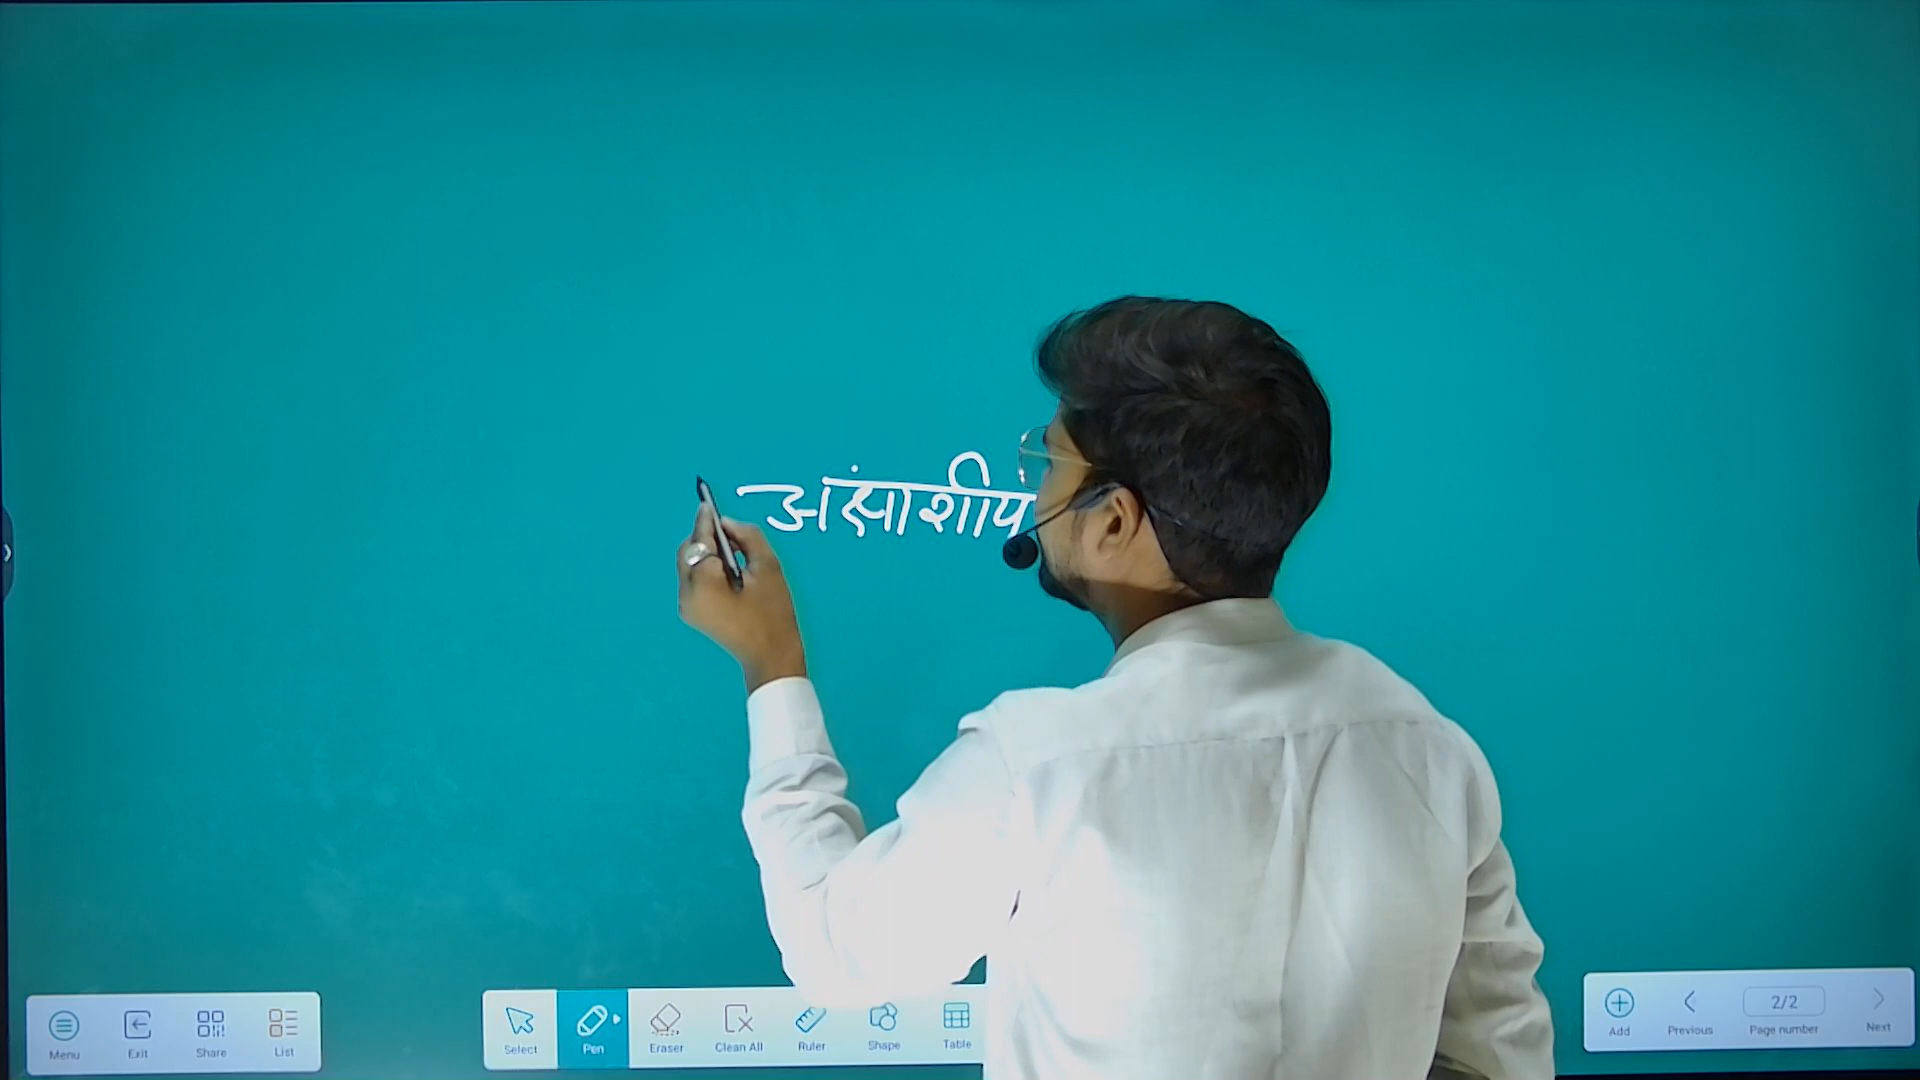 Menu
Exit
Share
List
Select
Pen
Eraser
Clean All
Ruler
Shape
Table
Add
Previous
2/2
Page number
Next